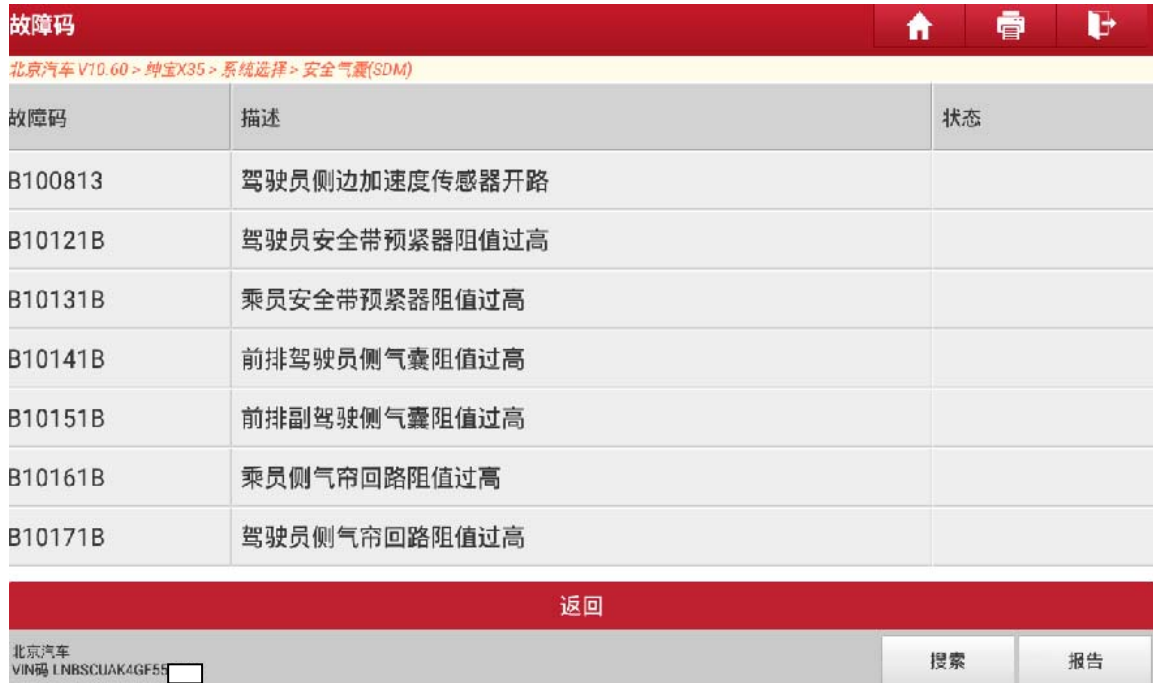 故障码
北京汽车 V10.60 > 绅宝X35 > 系统选择 > 安全气囊(SDM)
故障码 描述 状态
B100813 驾驶员侧边加速度传感器开路
B10121B 驾驶员安全带预紧器阻值过高
B10131B 乘员安全带预紧器阻值过高
B10141B 前排驾驶员侧气囊阻值过高
B10151B 前排副驾驶侧气囊阻值过高
B10161B 乘员侧气帘回路阻值过高
B10171B 驾驶员侧气帘回路阻值过高
返回
北京汽车
VIN码 LNBSCUAK4GF55
搜索 报告